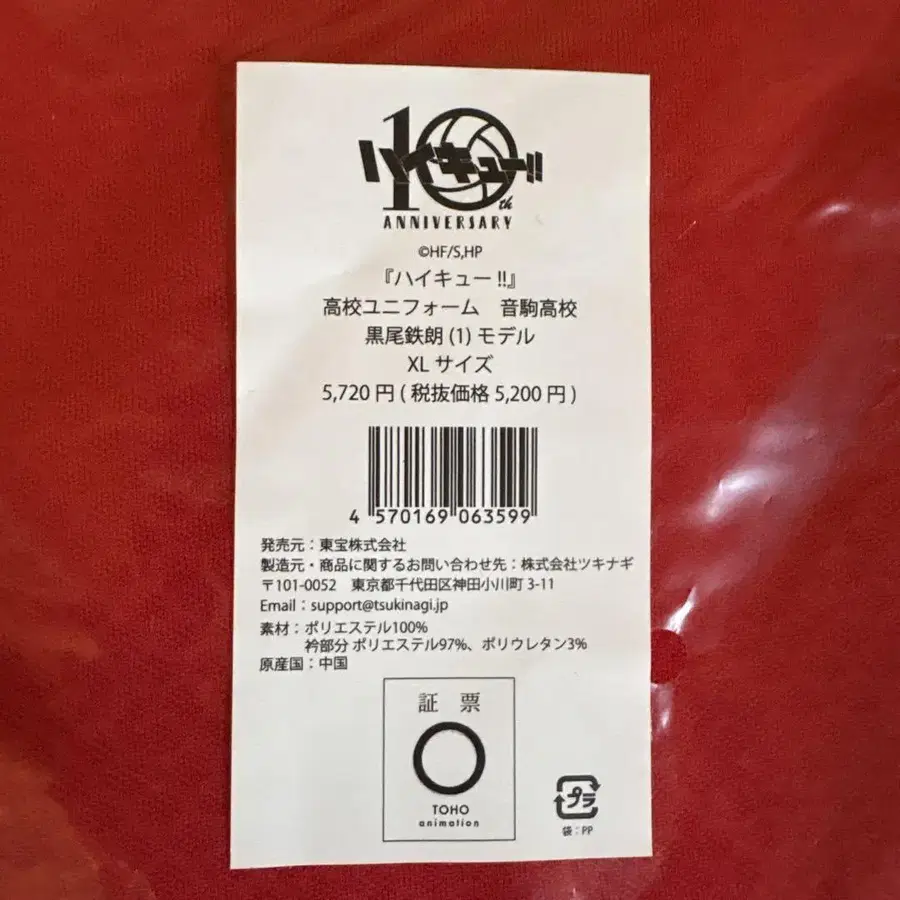 ハイキュー!!
10th
ANNIVERSARY
©HF/S,HP
『ハイキュー!!』
高校ユニフォーム　音駒高校
黒尾鉄朗 (1) モデル
XL サイズ
5,720 円 ( 税抜価格 5,200 円 )
4 570169 063599
発売元：東宝株式会社
製造元・商品に関するお問い合わせ先：株式会社ツキナギ
〒101-0052　東京都千代田区神田小川町 3-11
Email：support@tsukinagi.jp
素材：ポリエステル100%
衿部分 ポリエステル97%、ポリウレタン3%
原産国：中国
証 票
TOHO
animation
プラ
袋：PP